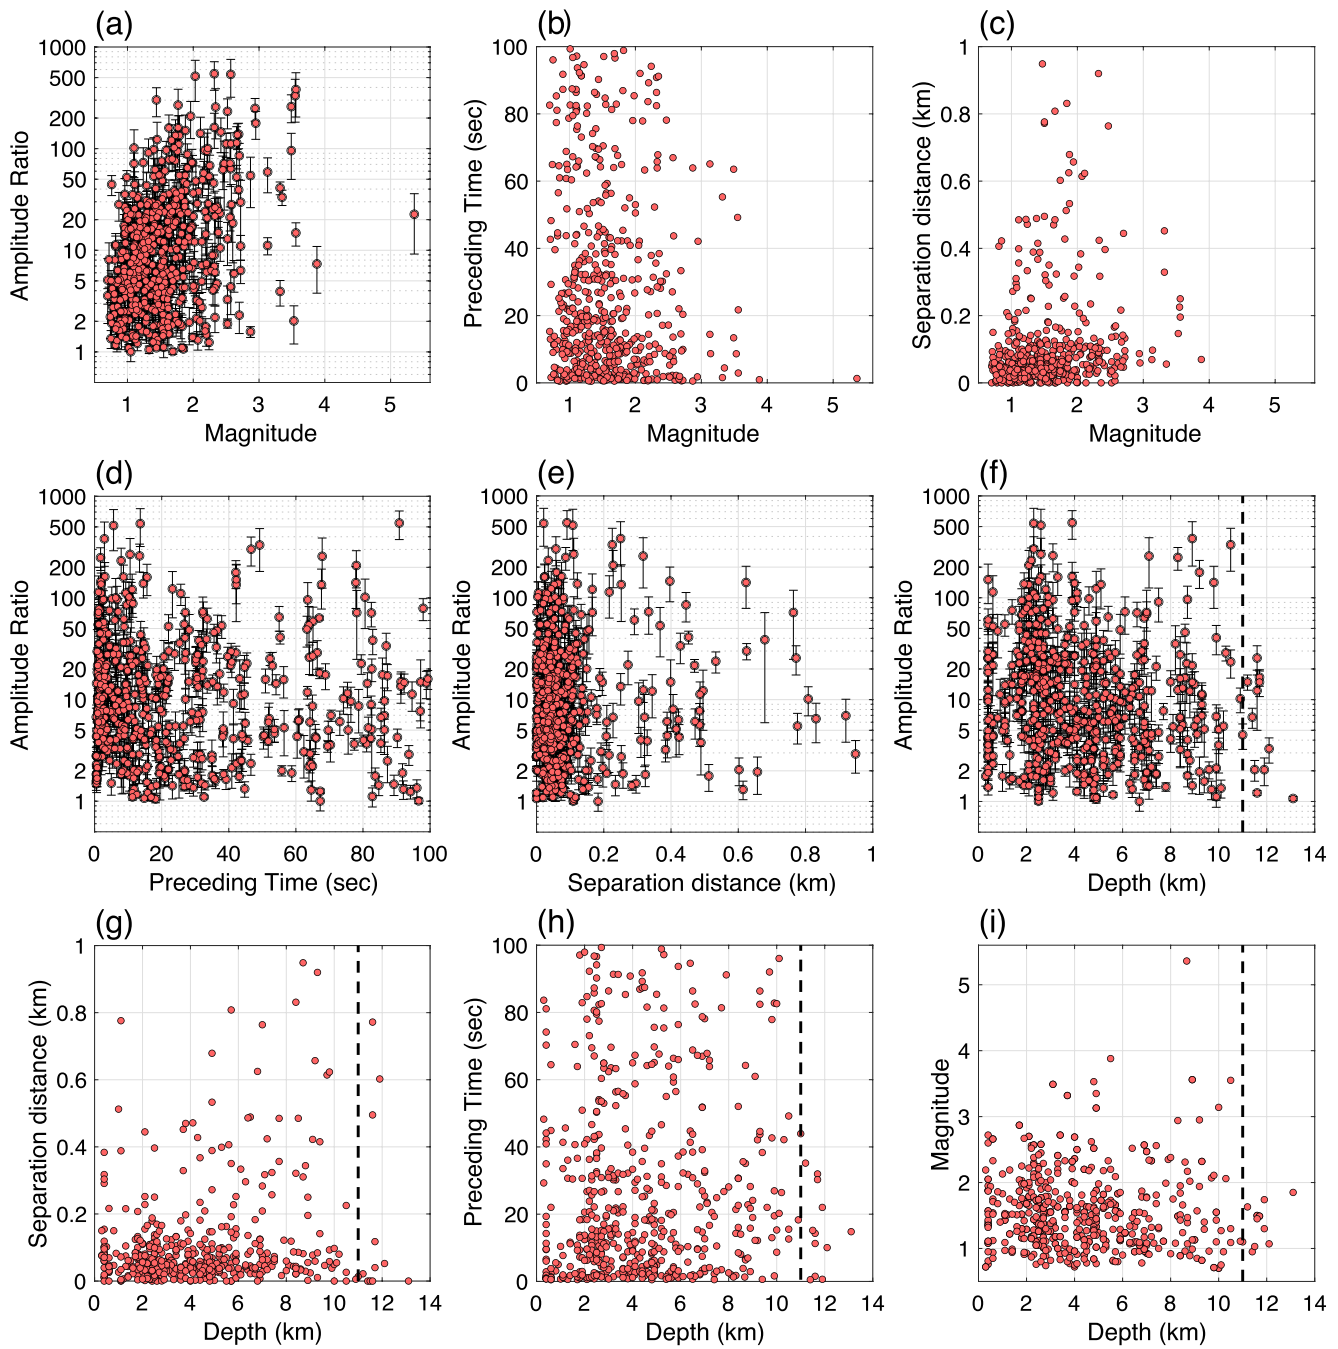 (a)
(b)
(c)
1000
500
200
100
50
20
10
5
2
1
Amplitude Ratio
1 2 3 4 5
Magnitude
100
80
60
40
20
0
Preceding Time (sec)
1 2 3 4 5
Magnitude
1
0.8
0.6
0.4
0.2
0
Separation distance (km)
1 2 3 4 5
Magnitude
(d)
(e)
(f)
1000
500
200
100
50
20
10
5
2
1
Amplitude Ratio
0 20 40 60 80 100
Preceding Time (sec)
1000
500
200
100
50
20
10
5
2
1
Amplitude Ratio
0 0.2 0.4 0.6 0.8 1
Separation distance (km)
1000
500
200
100
50
20
10
5
2
1
Amplitude Ratio
0 2 4 6 8 10 12 14
Depth (km)
(g)
(h)
(i)
1
0.8
0.6
0.4
0.2
0
Separation distance (km)
0 2 4 6 8 10 12 14
Depth (km)
100
80
60
40
20
0
Preceding Time (sec)
0 2 4 6 8 10 12 14
Depth (km)
5
4
3
2
1
Magnitude
0 2 4 6 8 10 12 14
Depth (km)